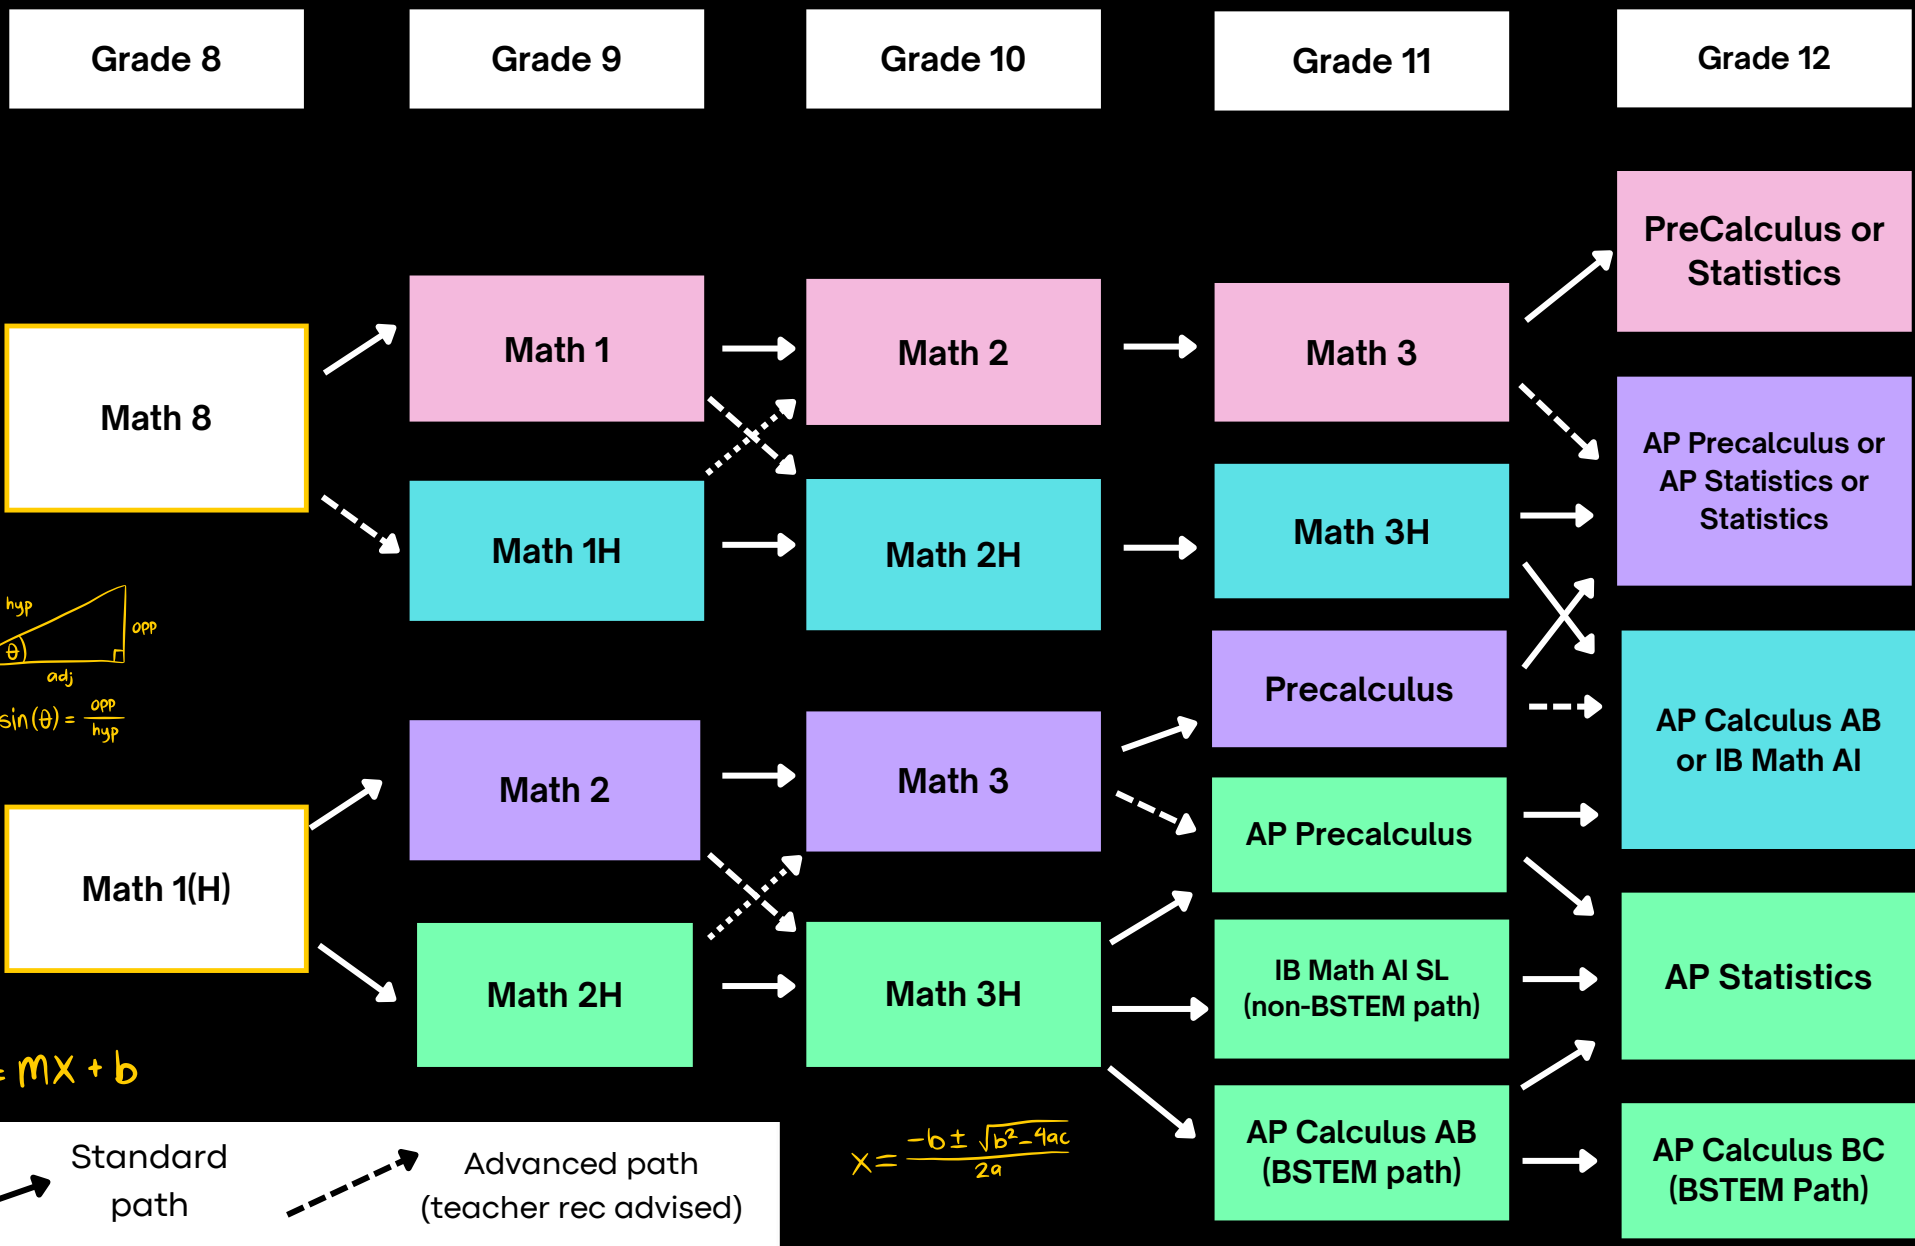 Grade 8
Grade 9
Grade 10
Grade 11
Grade 12
Math 8
Math 1(H)
Math 1
Math 1H
Math 2
Math 2H
Math 2
Math 2H
Math 3
Math 3H
Math 3
Math 3H
Precalculus
AP Precalculus
IB Math AI SL
(non-BSTEM path)
AP Calculus AB
(BSTEM path)
PreCalculus or
Statistics
AP Precalculus or
AP Statistics or
Statistics
AP Calculus AB
or IB Math AI
AP Statistics
AP Calculus BC
(BSTEM Path)
hyp
opp
θ
adj
sin(θ) = opp/hyp
= mx + b
x = (-b ± √(b²-4ac))/2a
Standard
path
Advanced path
(teacher rec advised)